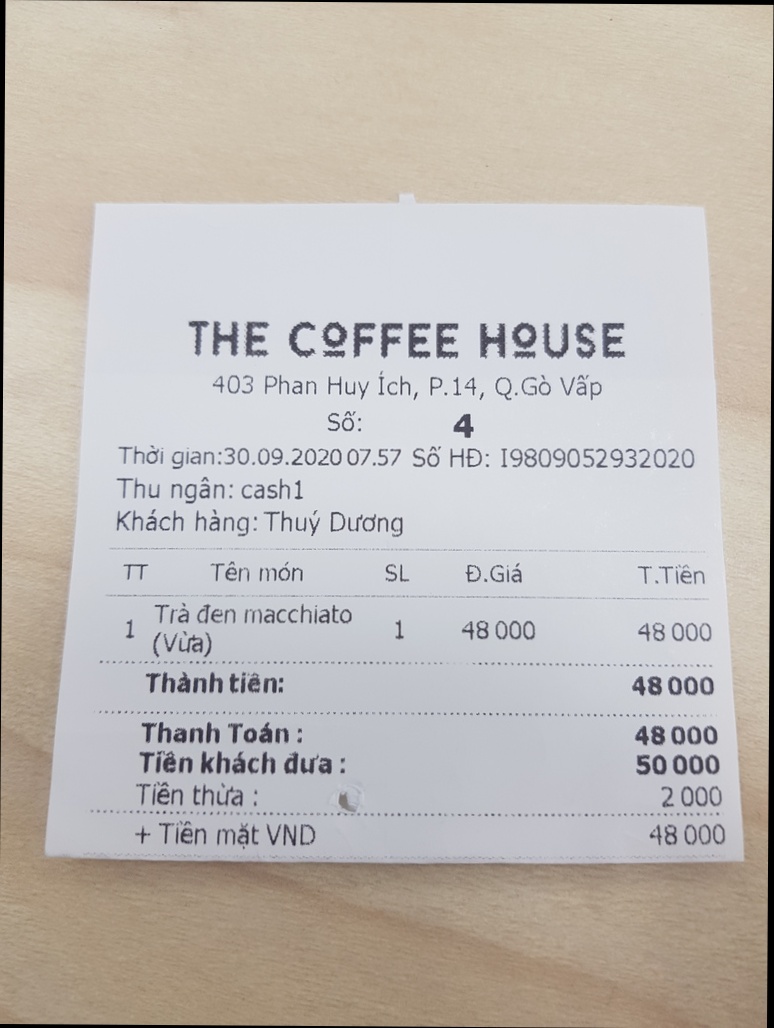 THE COFFEE HOUSE
403 Phan Huy Ích, P.14, Q.Gò Vấp
Số: 4
Thời gian:30.09.2020 07.57 Số HĐ: I9809052932020
Thu ngân: cash1
Khách hàng: Thuý Dương
TT Tên món SL Đ.Giá T.Tiền
1 Trà đen macchiato 1 48 000 48 000
(Vừa)
Thành tiền: 48 000
Thanh Toán : 48 000
Tiền khách đưa : 50 000
Tiền thừa : 2 000
+ Tiền mặt VND 48 000